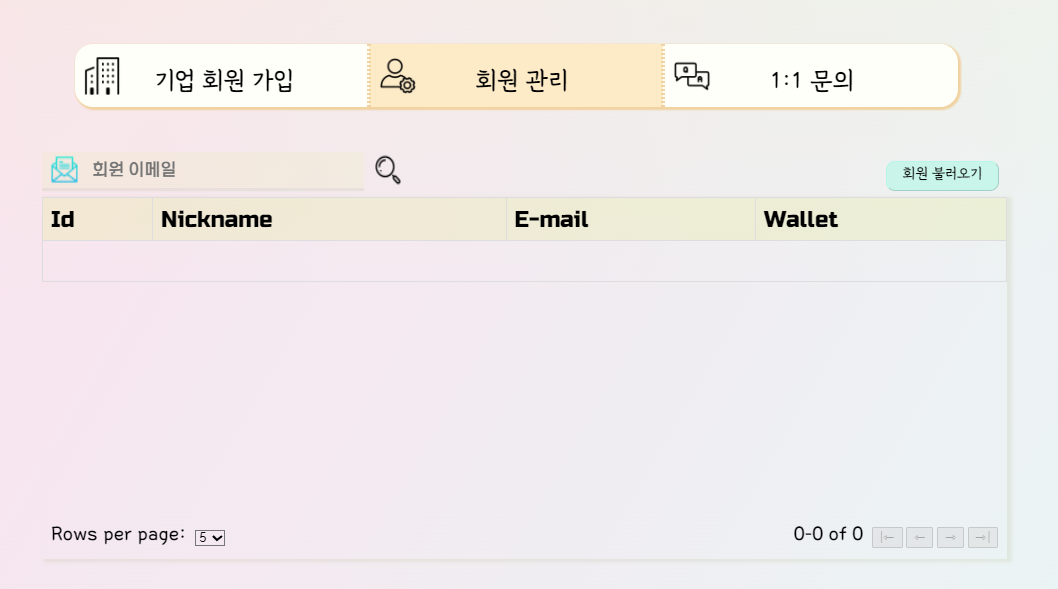 기업 회원 가입
회원 관리
1:1 문의
회원 이메일
회원 불러오기
Id Nickname E-mail Wallet
Rows per page: 5
0-0 of 0